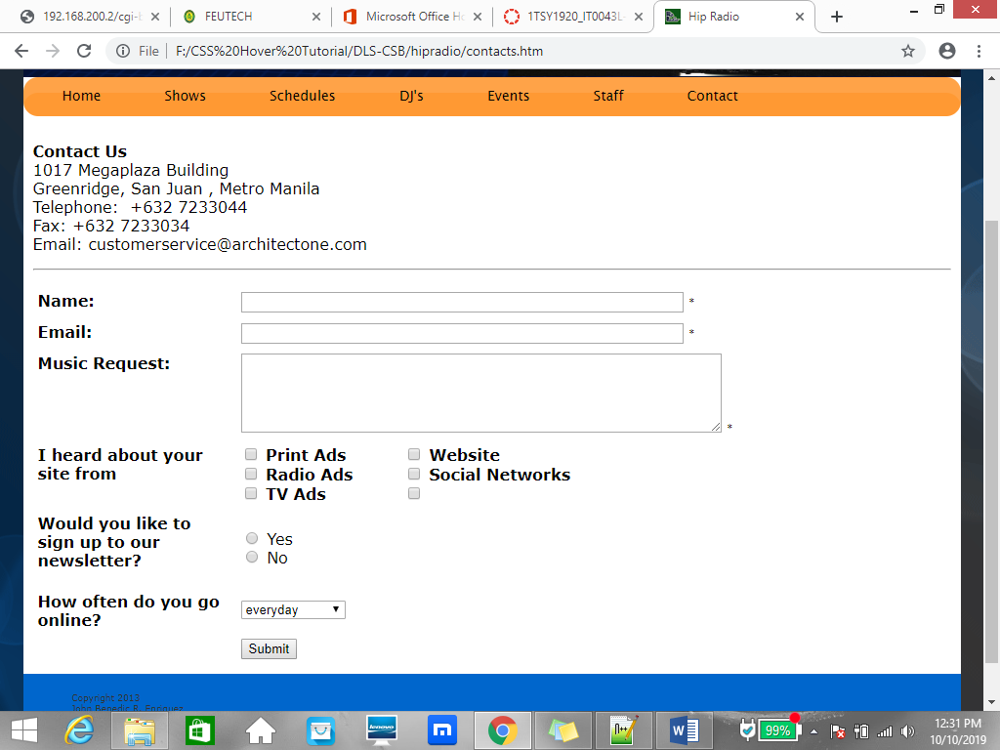 192.168.200.2/cgi-b
FEUTECH
Microsoft Office Ho
1TSY1920_IT0043L
Hip Radio
File
F:/CSS%20Hover%20Tutorial/DLS-CSB/hipradio/contacts.htm
Home Shows Schedules DJ's Events Staff Contact
Contact Us
1017 Megaplaza Building
Greenridge, San Juan , Metro Manila
Telephone: +632 7233044
Fax: +632 7233034
Email: customerservice@architectone.com
Name: *
Email: *
Music Request: *
I heard about your
site from
Print Ads Website
Radio Ads Social Networks
TV Ads
Would you like to
sign up to our
newsletter?
Yes
No
How often do you go
online?
everyday
Submit
Copyright 2013
John Benedic R. Enriquez
lenovo
m
n++
W
99%
12:31 PM
10/10/2019